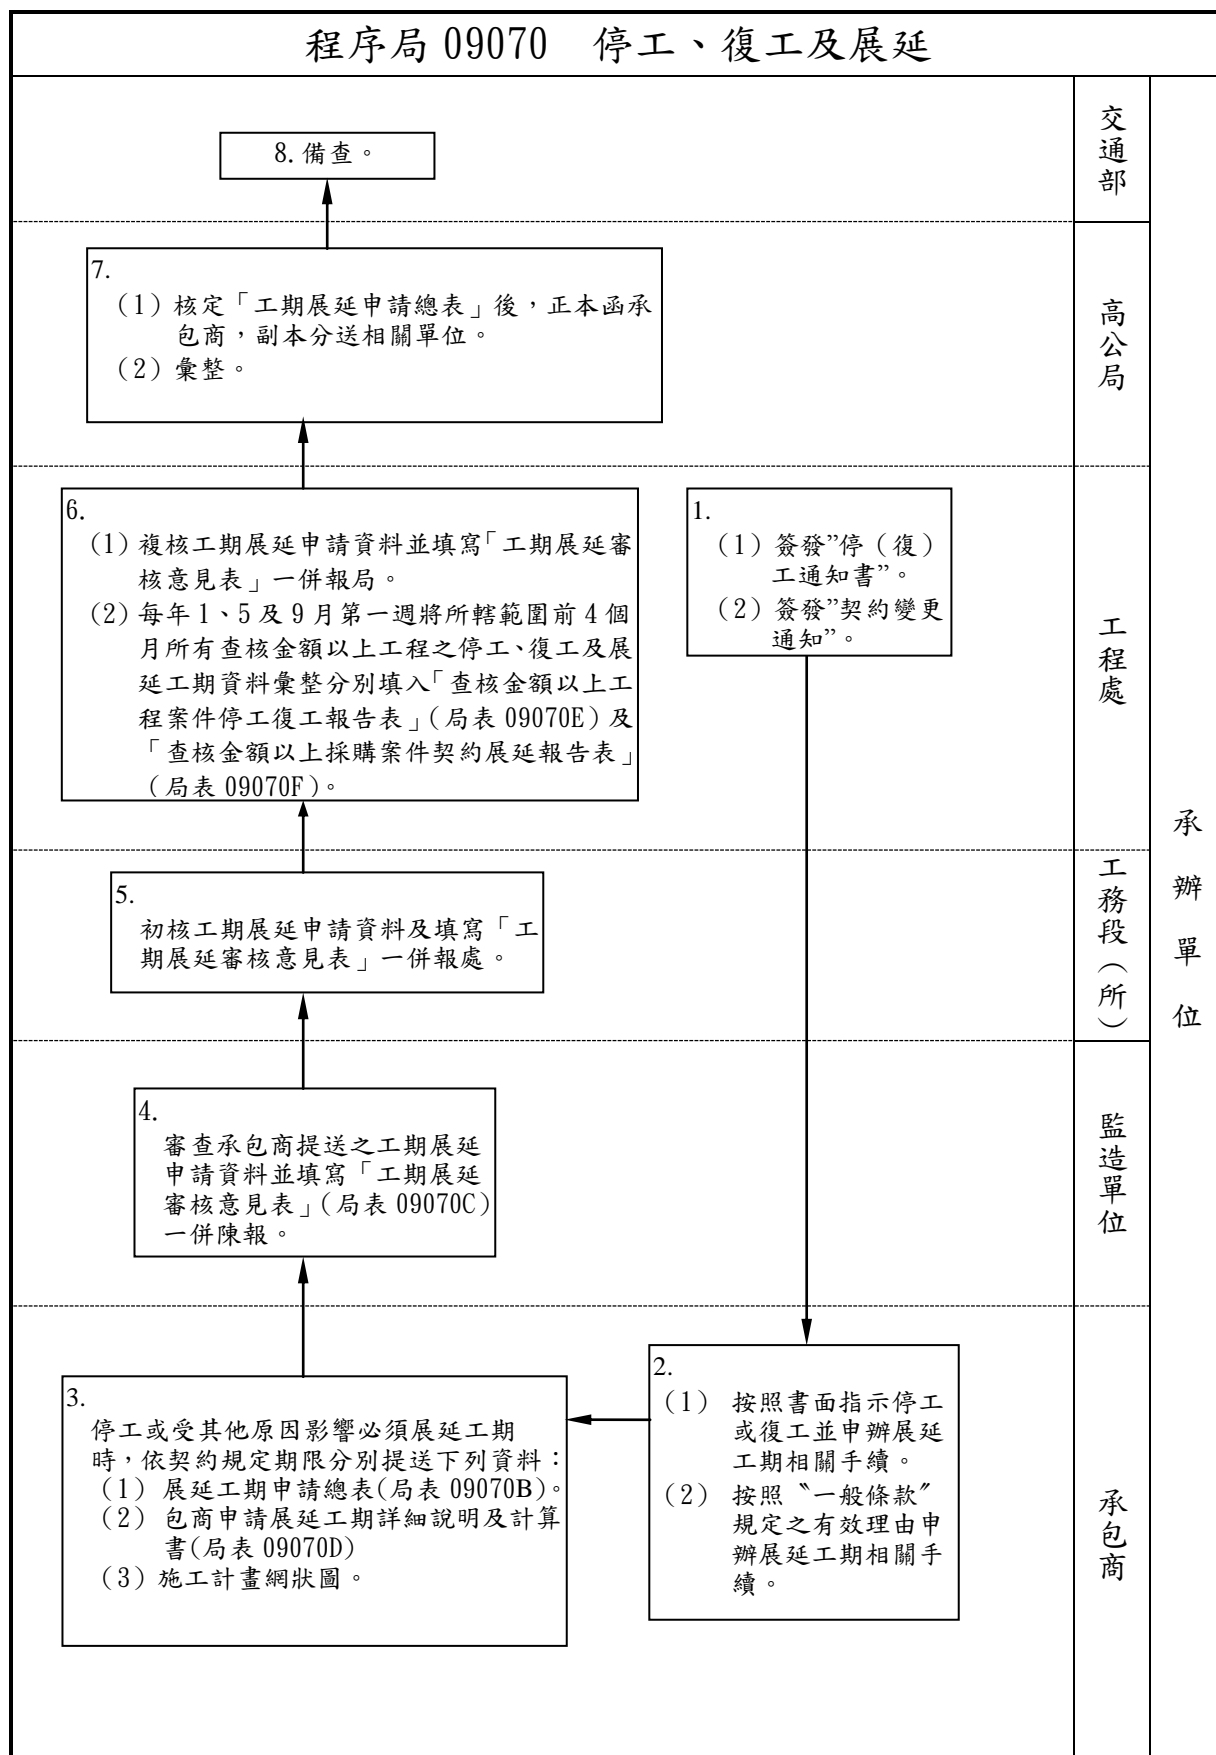 程序局 09070　停工、復工及展延
交通部
8.備查。
高公局
7.
(1) 核定「工期展延申請總表」後，正本函承
包商，副本分送相關單位。
(2) 彙整。
工程處
6.
(1) 複核工期展延申請資料並填寫「工期展延審
核意見表」一併報局。
(2) 每年 1、5 及 9 月第一週將所轄範圍前 4 個
月所有查核金額以上工程之停工、復工及展
延工期資料彙整分別填入「查核金額以上工
程案件停工復工報告表」(局表 09070E) 及
「查核金額以上採購案件契約展延報告表」
(局表 09070F)。
1.
(1) 簽發”停（復）
工通知書”。
(2) 簽發”契約變更
通知”。
承辦單位
工務段（所）
5.
初核工期展延申請資料及填寫「工
期展延審核意見表」一併報處。
監造單位
4.
審查承包商提送之工期展延
申請資料並填寫「工期展延
審核意見表」(局表 09070C)
一併陳報。
承包商
3.
停工或受其他原因影響必須展延工期
時，依契約規定期限分別提送下列資料：
(1) 展延工期申請總表(局表 09070B)。
(2) 包商申請展延工期詳細說明及計算
書(局表 09070D)
(3) 施工計畫網狀圖。
2.
(1) 按照書面指示停工
或復工並申辦展延
工期相關手續。
(2) 按照〝一般條款〞
規定之有效理由申
辦展延工期相關手
續。